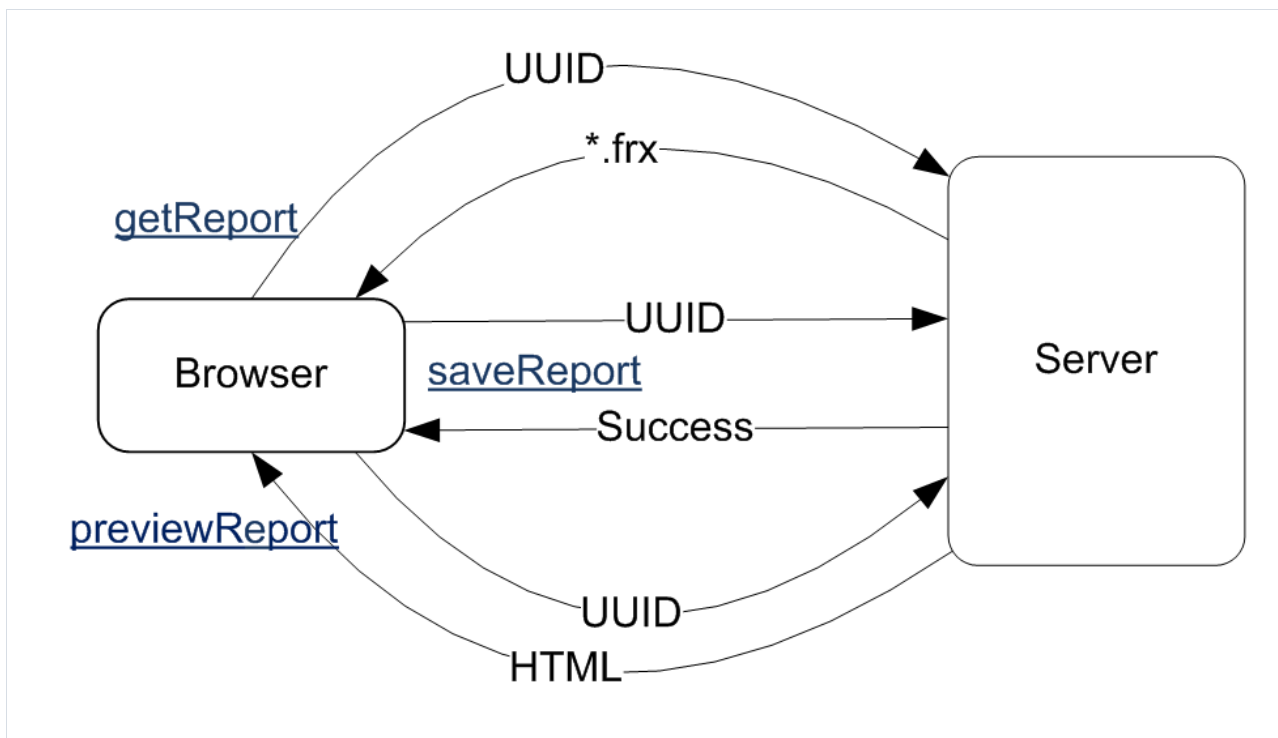 UUID
*.frx
getReport
UUID
Browser
saveReport
Server
Success
previewReport
UUID
HTML